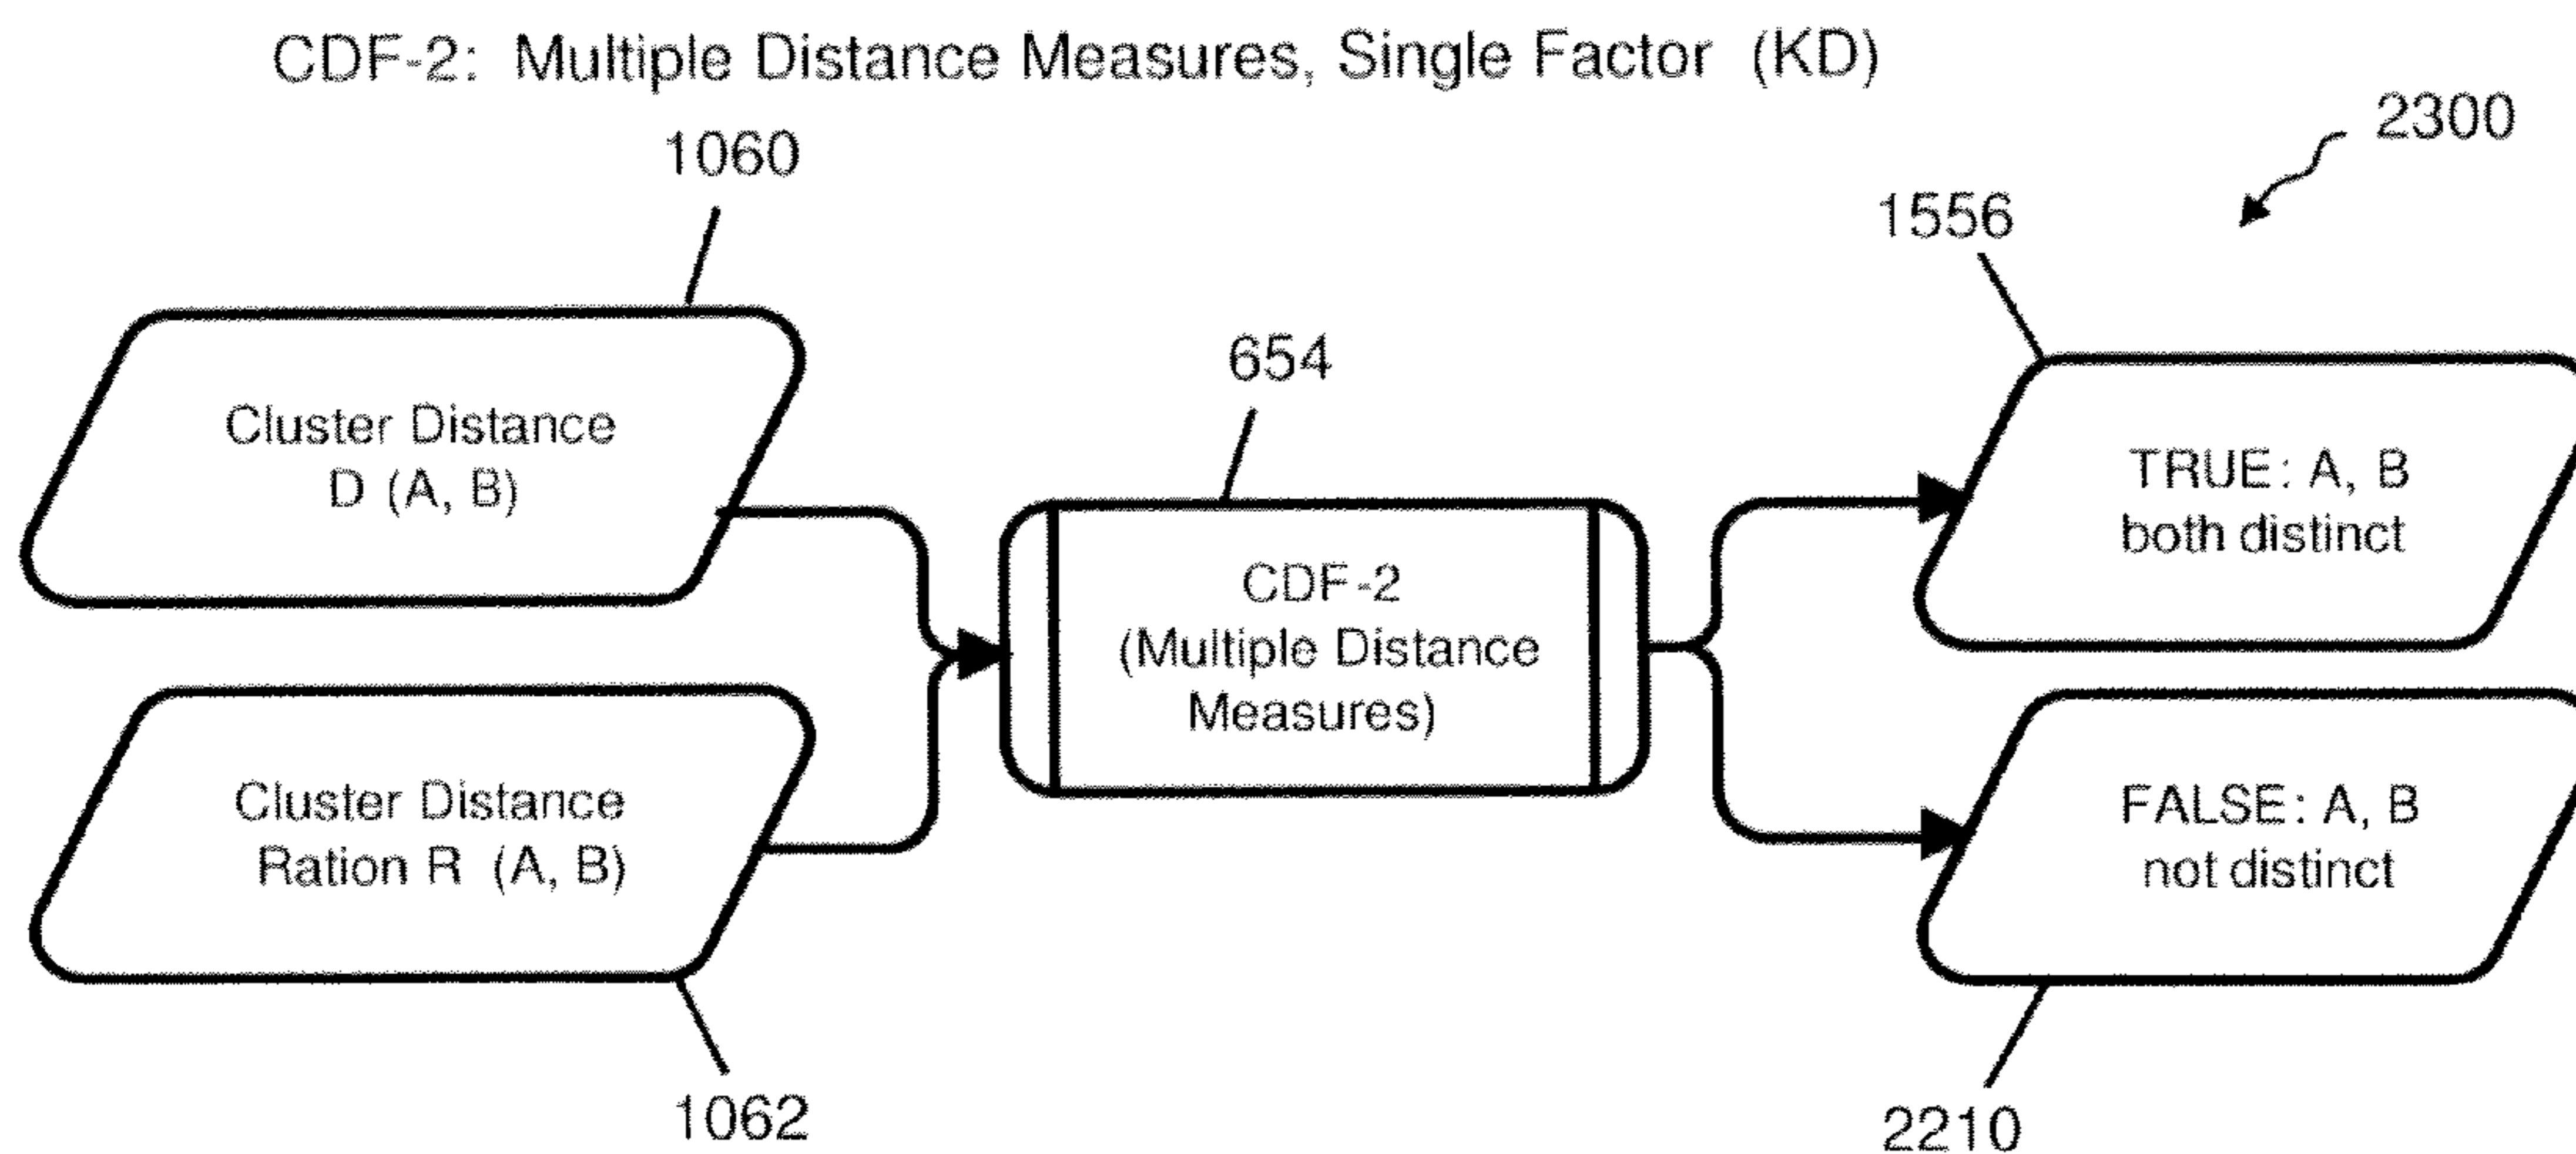 CDF-2: Multiple Distance Measures, Single Factor (KD)
2300
1060
1556
654
Cluster Distance
D (A, B)
TRUE: A, B
both distinct
CDF-2
(Multiple Distance
Measures)
Cluster Distance
Ration R (A, B)
FALSE: A, B
not distinct
1062
2210